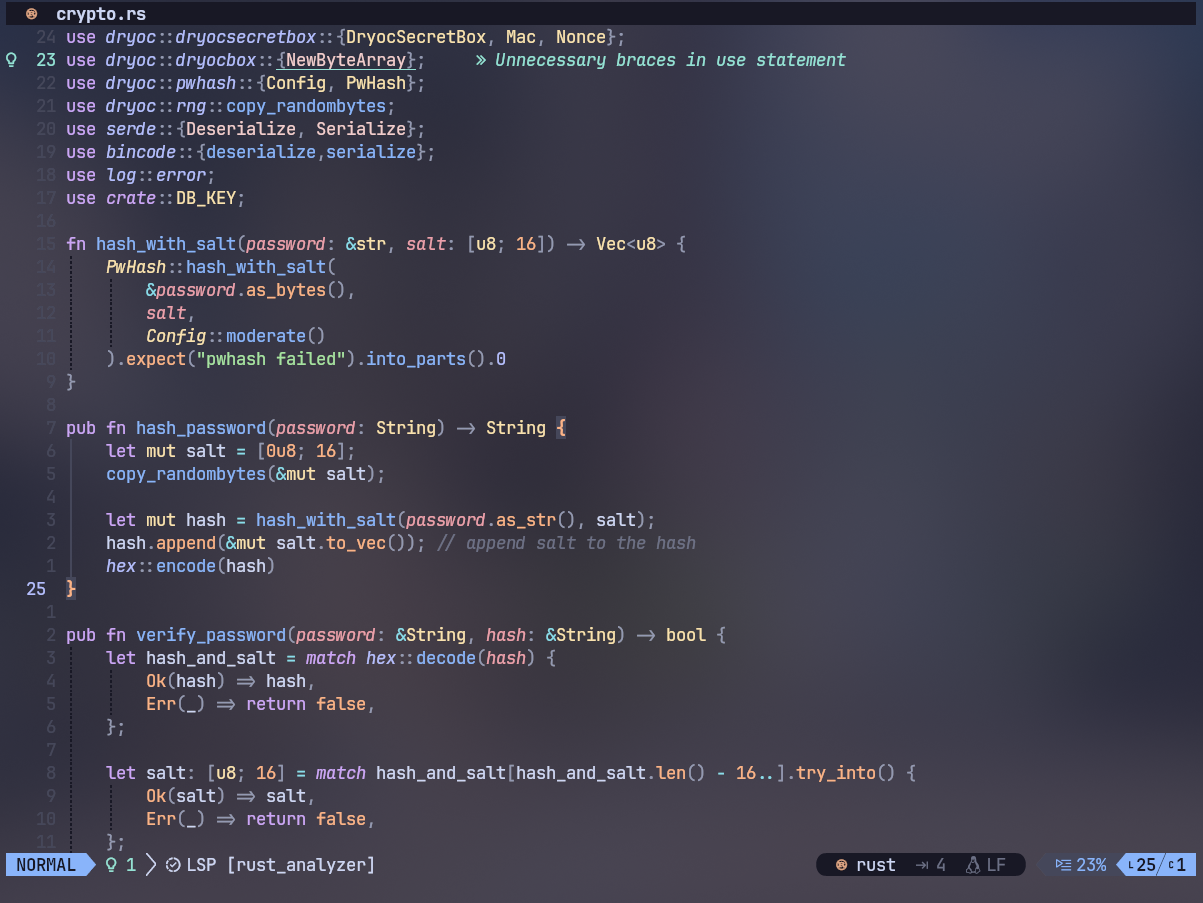 crypto.rs
24 use dryoc::dryocsecretbox::{DryocSecretBox, Mac, Nonce};
23 use dryoc::dryocbox::{NewByteArray}; » Unnecessary braces in use statement
22 use dryoc::pwhash::{Config, PwHash};
21 use dryoc::rng::copy_randombytes;
20 use serde::{Deserialize, Serialize};
19 use bincode::{deserialize,serialize};
18 use log::error;
17 use crate::DB_KEY;
16
15 fn hash_with_salt(password: &str, salt: [u8; 16]) -> Vec<u8> {
14     PwHash::hash_with_salt(
13         &password.as_bytes(),
12         salt,
11         Config::moderate()
10     ).expect("pwhash failed").into_parts().0
9 }
8
7 pub fn hash_password(password: String) -> String {
6     let mut salt = [0u8; 16];
5     copy_randombytes(&mut salt);
4
3     let mut hash = hash_with_salt(password.as_str(), salt);
2     hash.append(&mut salt.to_vec()); // append salt to the hash
1     hex::encode(hash)
25 }
1
2 pub fn verify_password(password: &String, hash: &String) -> bool {
3     let hash_and_salt = match hex::decode(hash) {
4         Ok(hash) => hash,
5         Err(_) => return false,
6     };
7
8     let salt: [u8; 16] = match hash_and_salt[hash_and_salt.len() - 16..].try_into() {
9         Ok(salt) => salt,
10         Err(_) => return false,
11     };
NORMAL 1 LSP [rust_analyzer] rust 4 LF 23% L25/C1